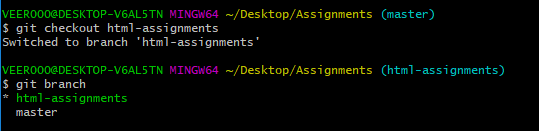 VEEROOO@DESKTOP-V6AL5TN MINGW64 ~/Desktop/Assignments (master)
$ git checkout html-assignments
Switched to branch 'html-assignments'
VEEROOO@DESKTOP-V6AL5TN MINGW64 ~/Desktop/Assignments (html-assignments)
$ git branch
* html-assignments
  master